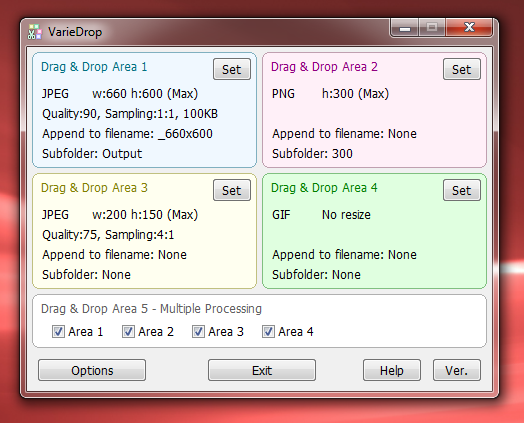 VarieDrop
Drag & Drop Area 1
Set
JPEG w:660 h:600 (Max)
Quality:90, Sampling:1:1, 100KB
Append to filename: _660x600
Subfolder: Output
Drag & Drop Area 2
Set
PNG h:300 (Max)
Append to filename: None
Subfolder: 300
Drag & Drop Area 3
Set
JPEG w:200 h:150 (Max)
Quality:75, Sampling:4:1
Append to filename: None
Subfolder: None
Drag & Drop Area 4
Set
GIF No resize
Append to filename: None
Subfolder: None
Drag & Drop Area 5 - Multiple Processing
Area 1 Area 2 Area 3 Area 4
Options Exit Help Ver.